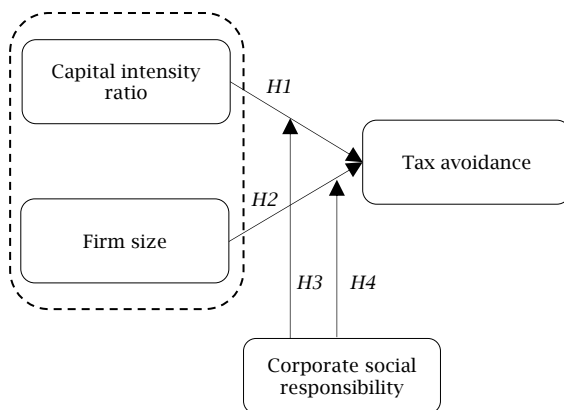 Capital intensity
ratio
H1
Tax avoidance
H2
Firm size
H3
H4
Corporate social
responsibility